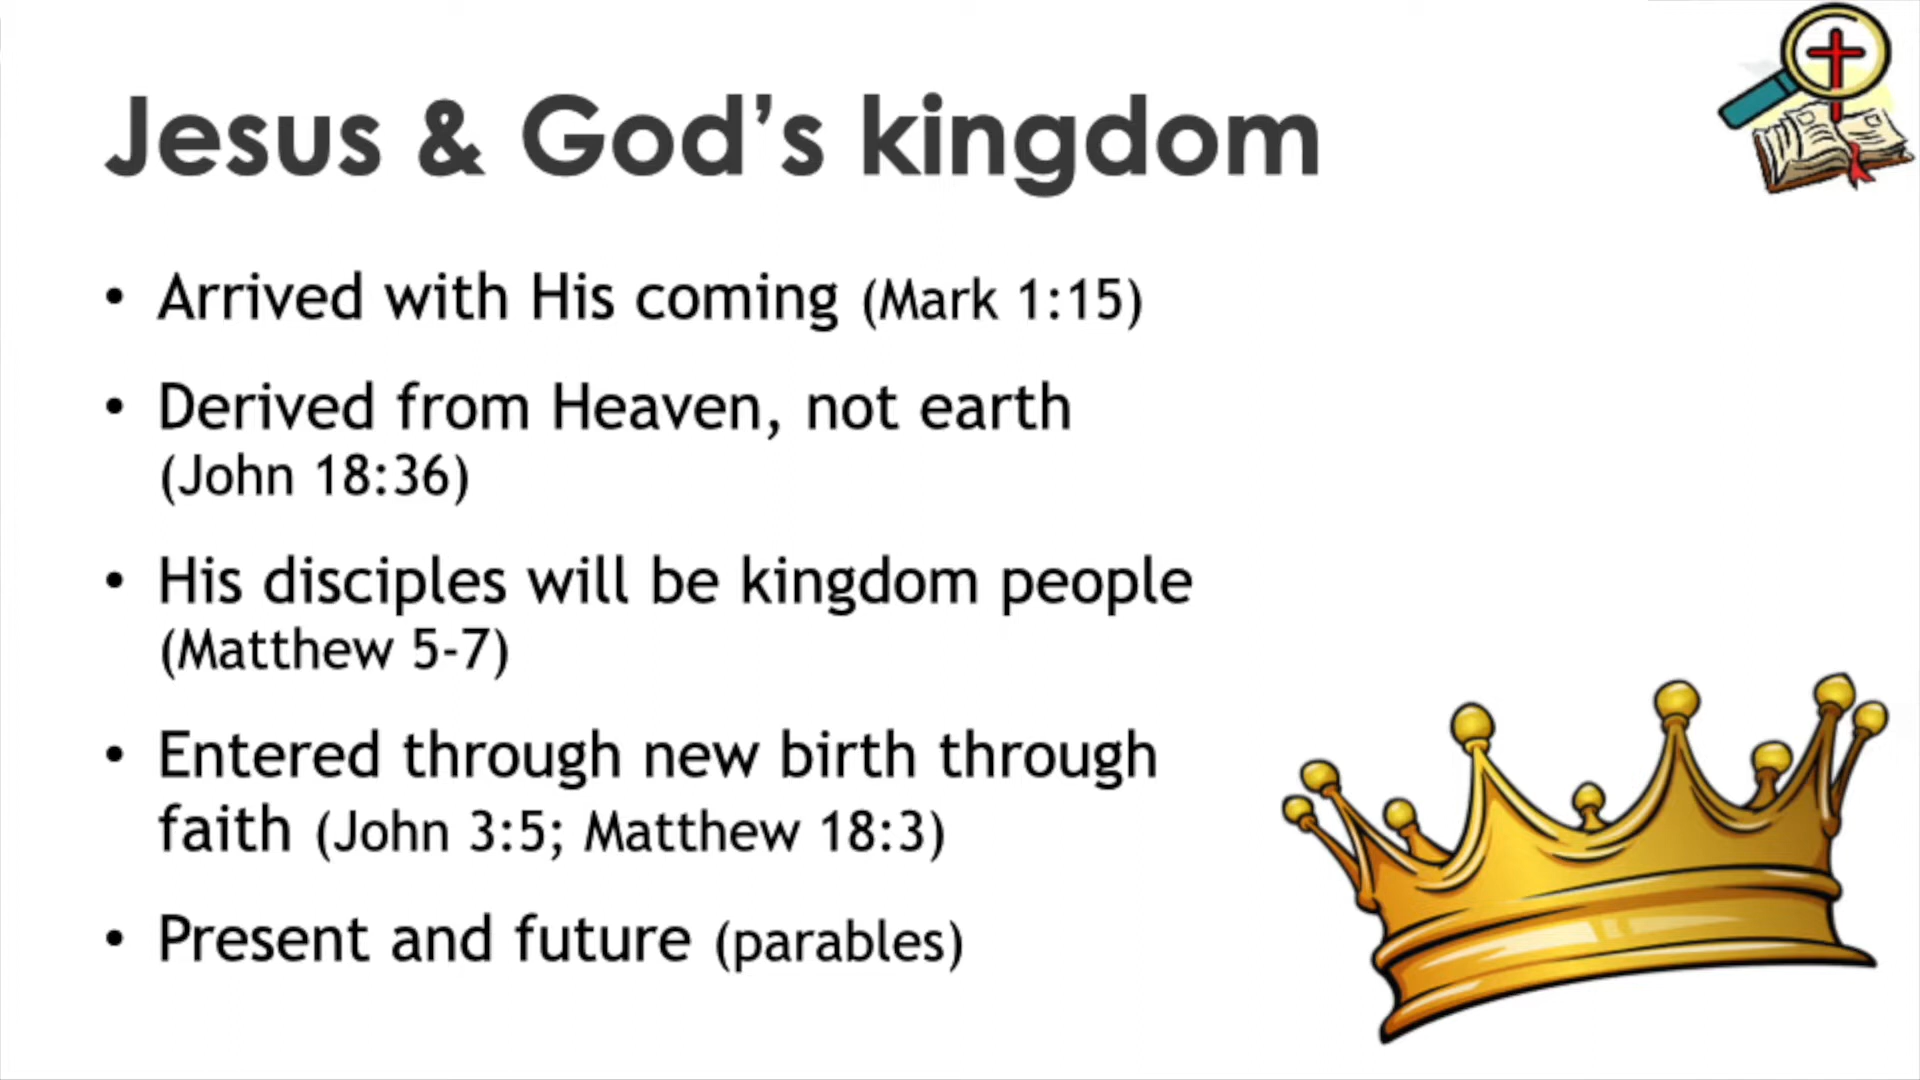 Jesus & God’s kingdom
• Arrived with His coming (Mark 1:15)
• Derived from Heaven, not earth
(John 18:36)
• His disciples will be kingdom people
(Matthew 5-7)
• Entered through new birth through
faith (John 3:5; Matthew 18:3)
• Present and future (parables)